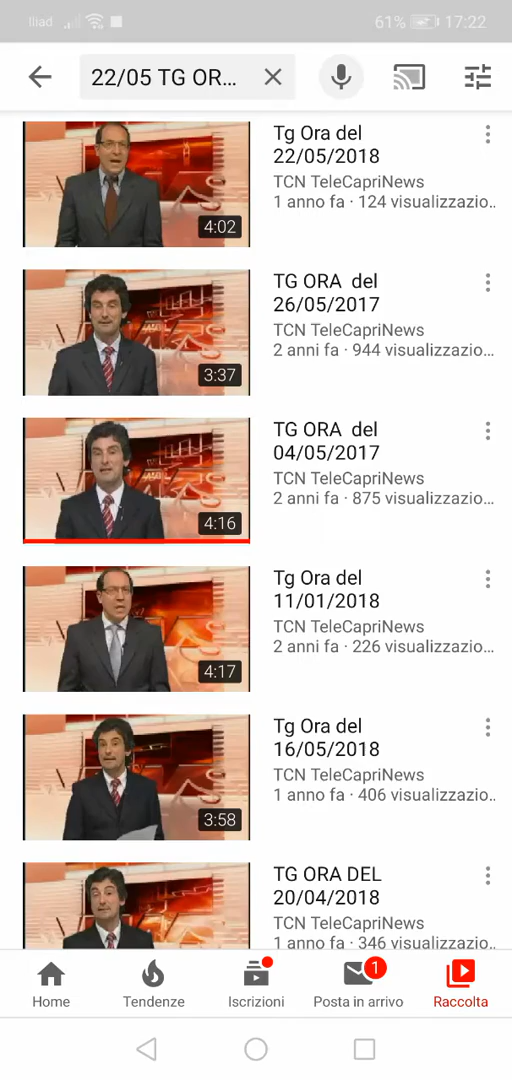 Iliad 61% 17:22
22/05 TG OR...
Tg Ora del
22/05/2018
TCN TeleCapriNews
1 anno fa · 124 visualizzazio..
4:02
TG ORA del
26/05/2017
TCN TeleCapriNews
2 anni fa · 944 visualizzazio...
3:37
TG ORA del
04/05/2017
TCN TeleCapriNews
2 anni fa · 875 visualizzazio...
4:16
Tg Ora del
11/01/2018
TCN TeleCapriNews
2 anni fa · 226 visualizzazio...
4:17
Tg Ora del
16/05/2018
TCN TeleCapriNews
1 anno fa · 406 visualizzazio..
3:58
TG ORA DEL
20/04/2018
TCN TeleCapriNews
1 anno fa · 346 visualizzazio..
1
Home Tendenze Iscrizioni Posta in arrivo Raccolta